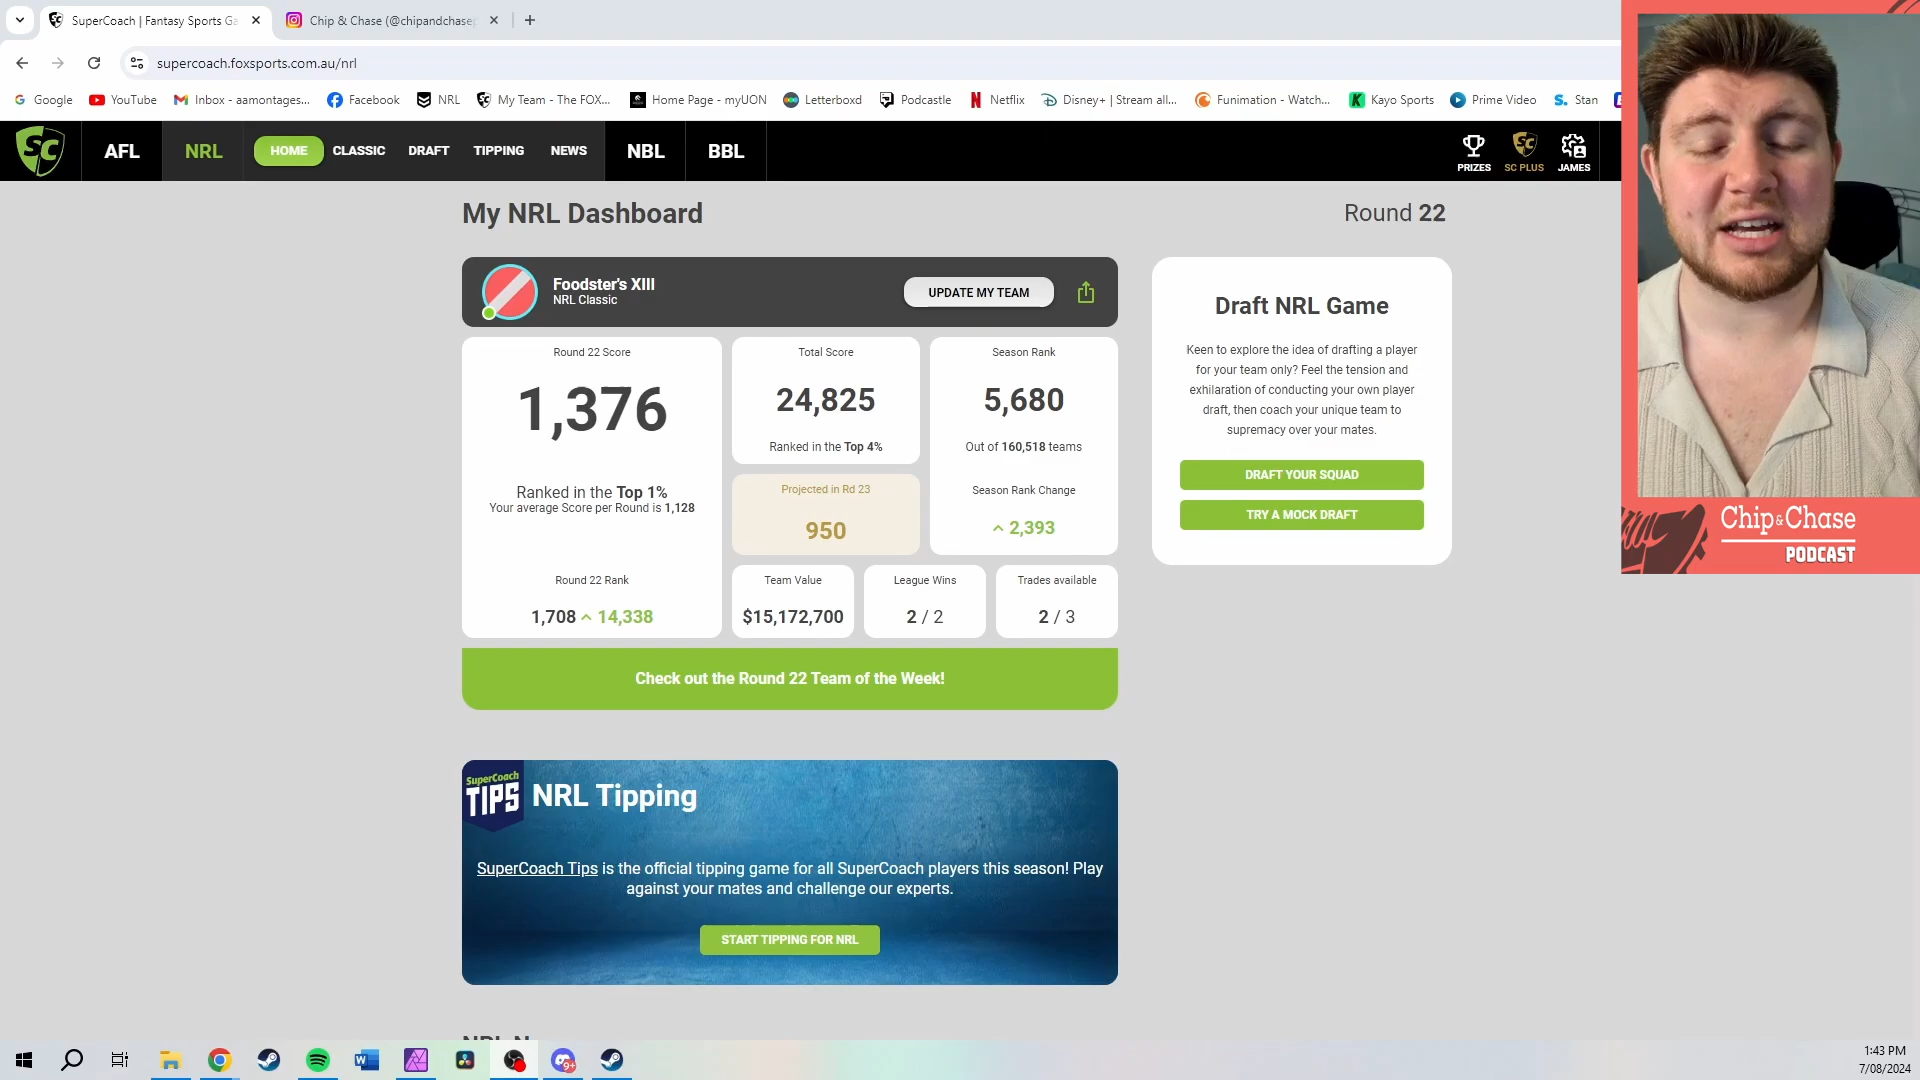 SuperCoach | Fantasy Sports Ga
Chip & Chase (@chipandchasep
supercoach.foxsports.com.au/nrl
Google
YouTube
Inbox - aamontages...
Facebook
NRL
My Team - The FOX...
Home Page - myUON
Letterboxd
Podcastle
Netflix
Disney+ | Stream all...
Funimation - Watch...
Kayo Sports
Prime Video
Stan
SC
AFL
NRL
HOME
CLASSIC
DRAFT
TIPPING
NEWS
NBL
BBL
PRIZES
SC PLUS
JAMES
My NRL Dashboard
Round 22
Foodster's XIII
NRL Classic
UPDATE MY TEAM
Round 22 Score
1,376
Ranked in the Top 1%
Your average Score per Round is 1,128
Round 22 Rank
1,708 14,338
Total Score
24,825
Ranked in the Top 4%
Projected in Rd 23
950
Season Rank
5,680
Out of 160,518 teams
Season Rank Change
2,393
Team Value
$15,172,700
League Wins
2 / 2
Trades available
2 / 3
Check out the Round 22 Team of the Week!
Draft NRL Game
Keen to explore the idea of drafting a player
for your team only? Feel the tension and
exhilaration of conducting your own player
draft, then coach your unique team to
supremacy over your mates.
DRAFT YOUR SQUAD
TRY A MOCK DRAFT
Chip & Chase
PODCAST
SuperCoach
TIPS
NRL Tipping
SuperCoach Tips is the official tipping game for all SuperCoach players this season! Play
against your mates and challenge our experts.
START TIPPING FOR NRL
9+
1:43 PM
7/08/2024